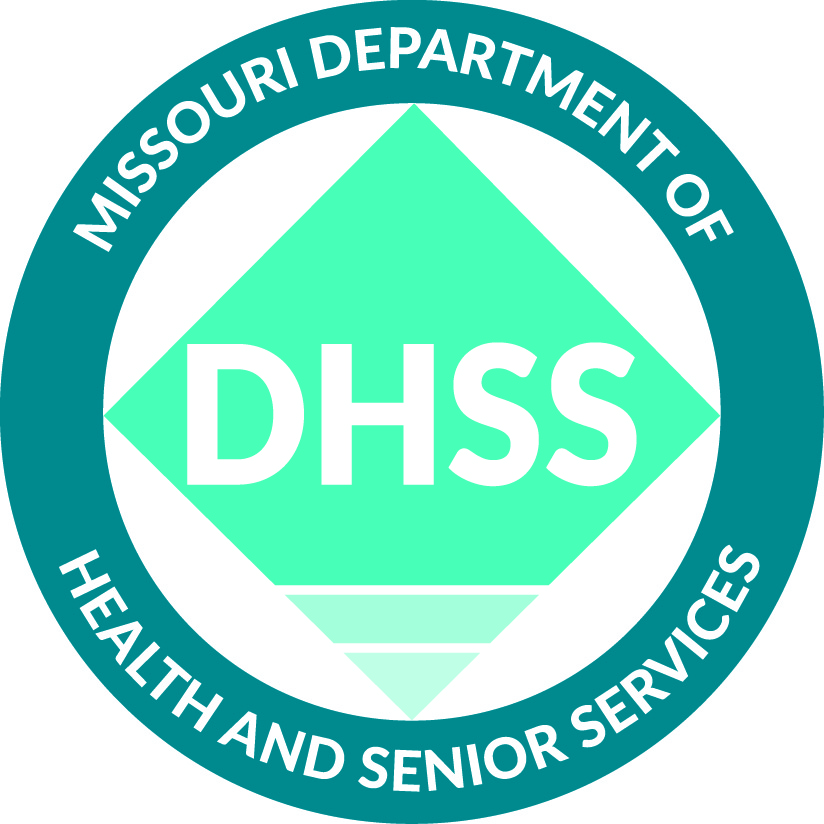 MISSOURI DEPARTMENT OF
DHSS
HEALTH AND SENIOR SERVICES